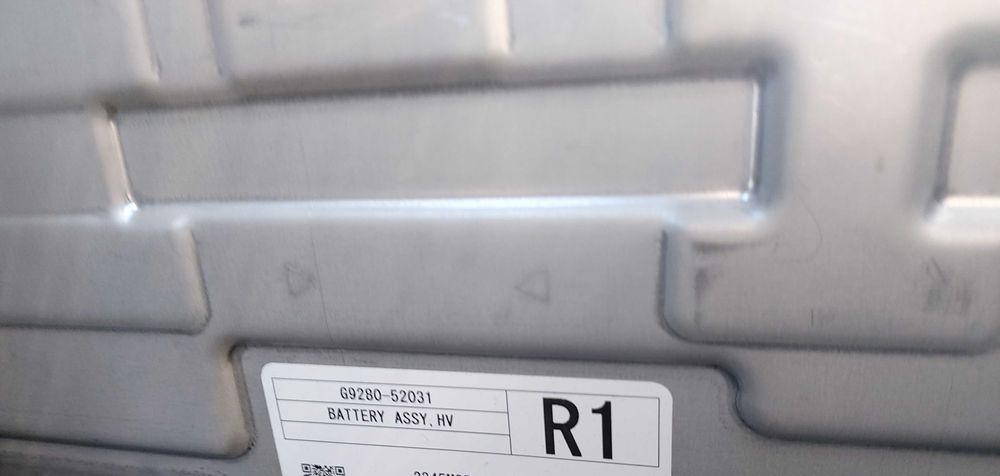 G9280-52031
BATTERY ASSY,HV
R1